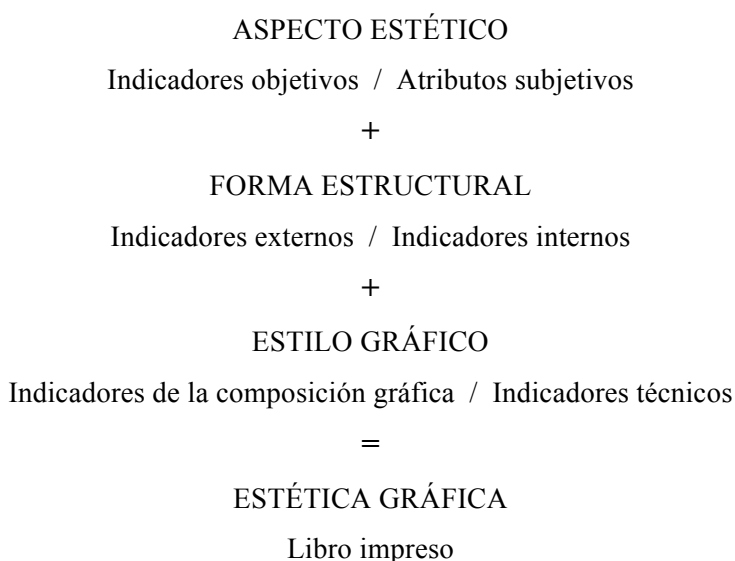 ASPECTO ESTÉTICO
Indicadores objetivos / Atributos subjetivos
+
FORMA ESTRUCTURAL
Indicadores externos / Indicadores internos
+
ESTILO GRÁFICO
Indicadores de la composición gráfica / Indicadores técnicos
=
ESTÉTICA GRÁFICA
Libro impreso